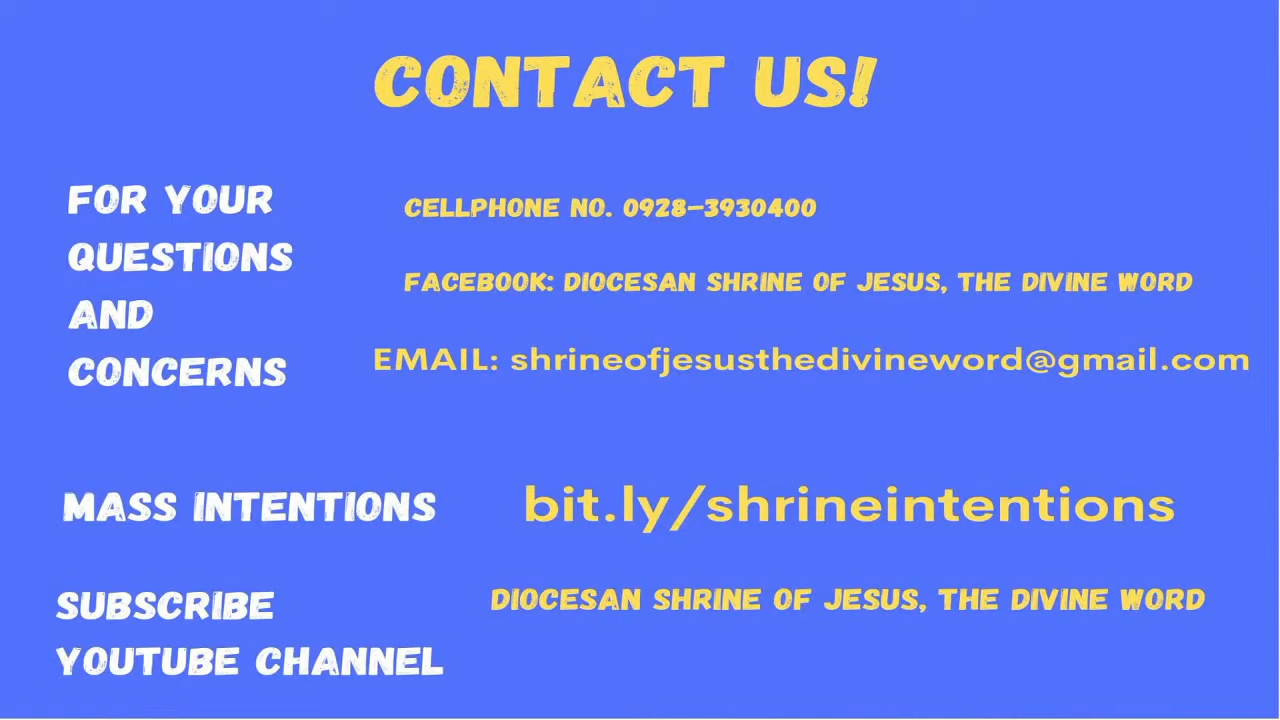 CONTACT US!
FOR YOUR
QUESTIONS
AND
CONCERNS
CELLPHONE NO. 0928-3930400
FACEBOOK: DIOCESAN SHRINE OF JESUS, THE DIVINE WORD
EMAIL: shrineofjesusthedivineword@gmail.com
MASS INTENTIONS
bit.ly/shrineintentions
SUBSCRIBE
YOUTUBE CHANNEL
DIOCESAN SHRINE OF JESUS, THE DIVINE WORD